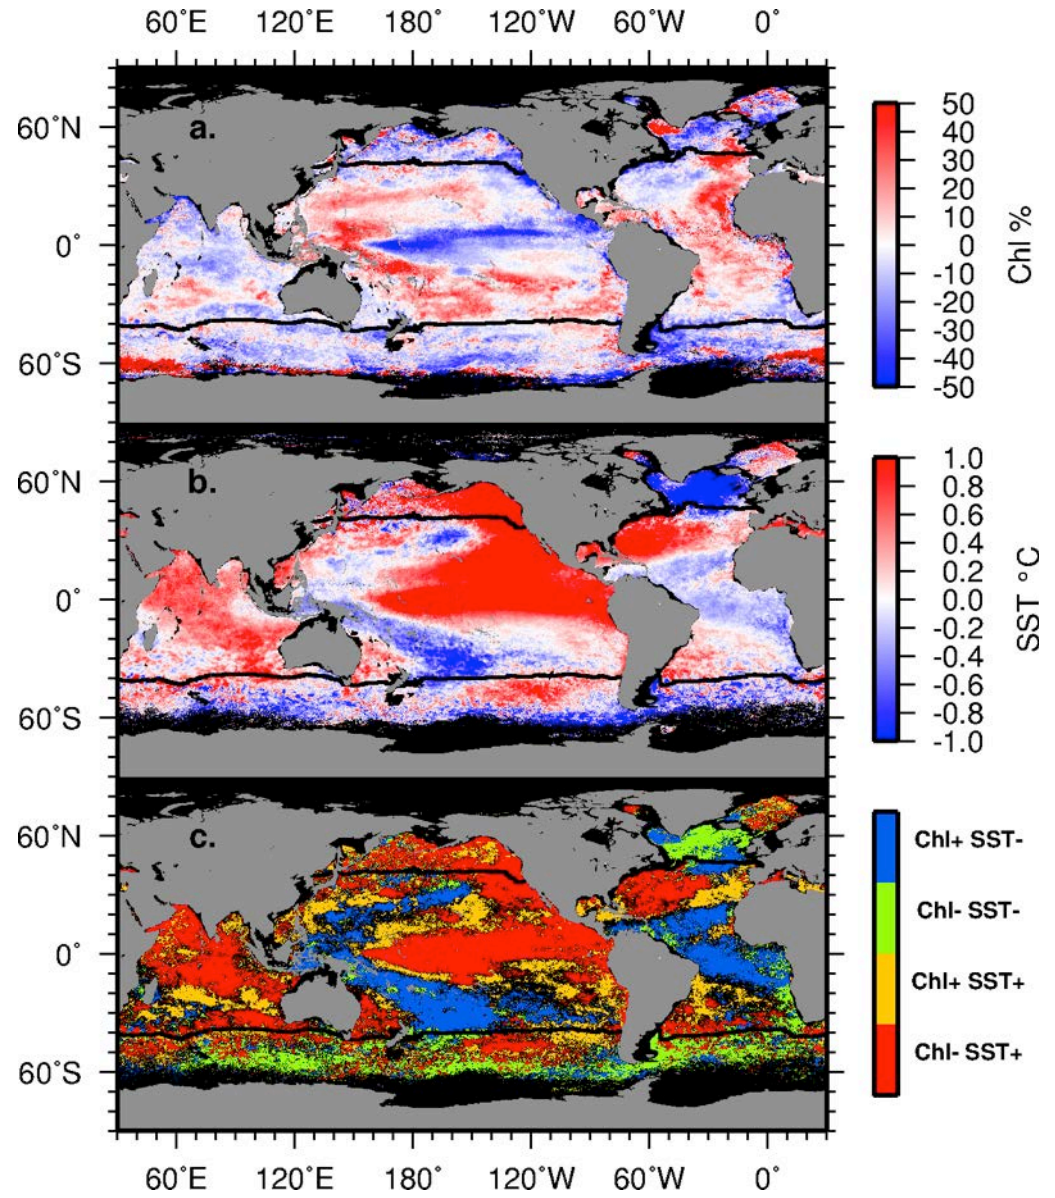 60˚E 120˚E 180˚ 120˚W 60˚W 0˚
60˚N
0˚
60˚S
a.
50
40
30
20
10
0
-10
-20
-30
-40
-50
Chl %
60˚N
0˚
60˚S
b.
1.0
0.8
0.6
0.4
0.2
0.0
-0.2
-0.4
-0.6
-0.8
-1.0
SST °C
60˚N
0˚
60˚S
c.
Chl+ SST-
Chl- SST-
Chl+ SST+
Chl- SST+
60˚E 120˚E 180˚ 120˚W 60˚W 0˚